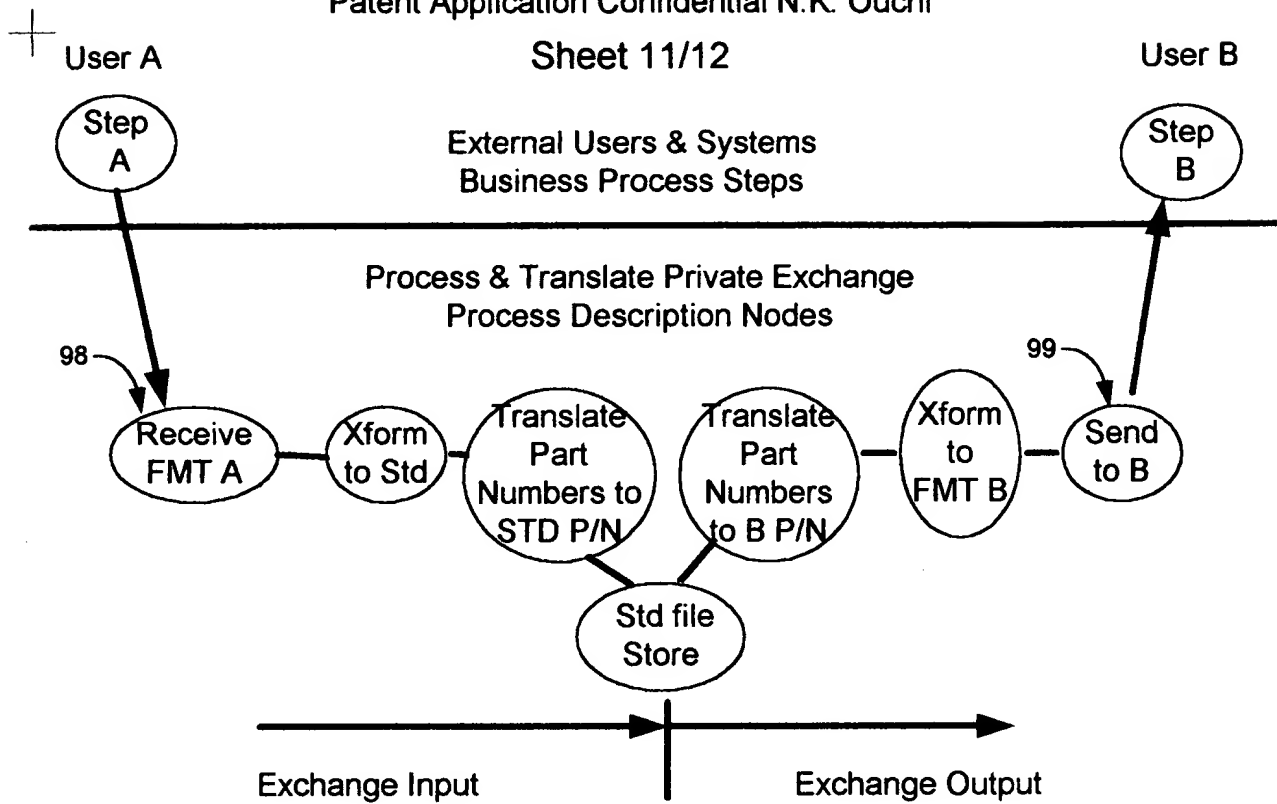 Patent Application Confidential N.K. Ouchi
User A
Sheet 11/12
User B
Step
A
External Users & Systems
Business Process Steps
Step
B
Process & Translate Private Exchange
Process Description Nodes
98
99
Receive
FMT A
Xform
to Std
Translate
Part
Numbers to
STD P/N
Translate
Part
Numbers
to B P/N
Xform
to
FMT B
Send
to B
Std file
Store
Exchange Input
Exchange Output